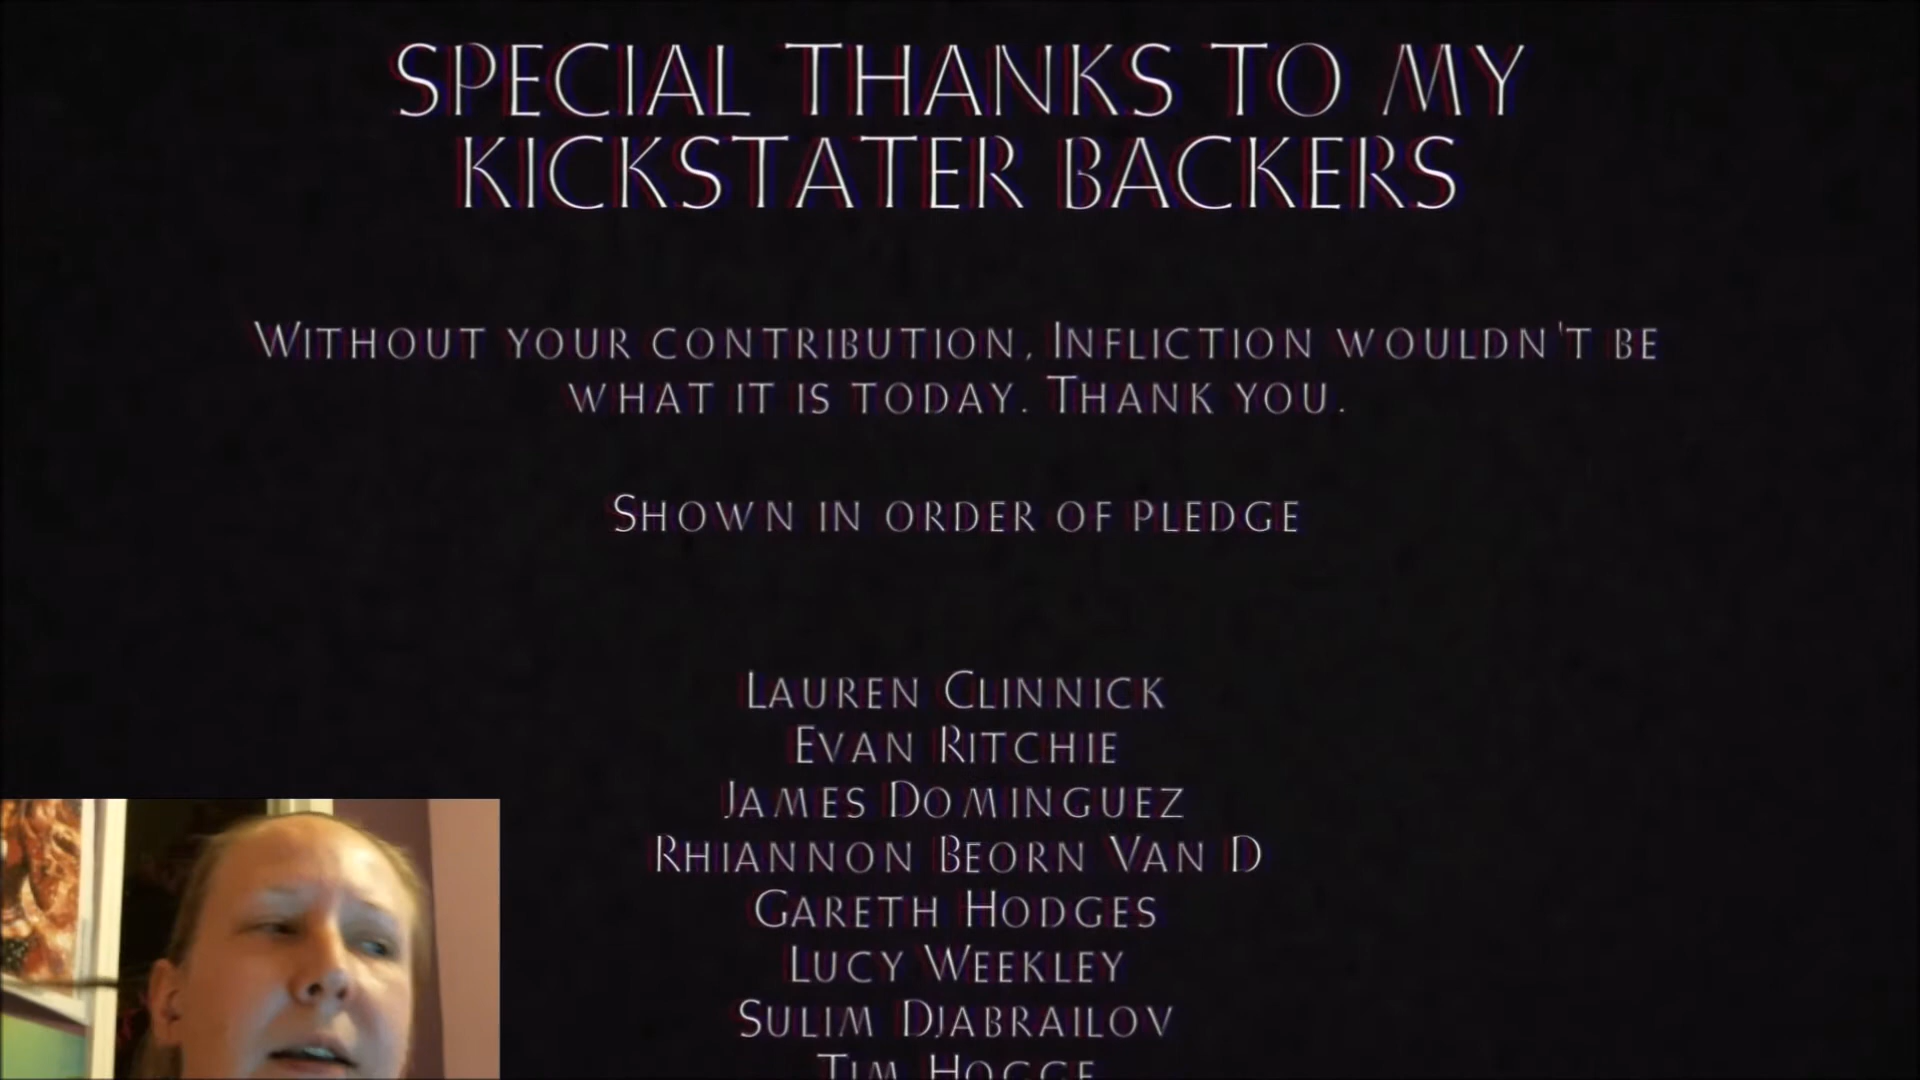 SPECIAL THANKS TO MY
KICKSTATER BACKERS
WITHOUT YOUR CONTRIBUTION, INFLICTION WOULDN'T BE
WHAT IT IS TODAY. THANK YOU.
SHOWN IN ORDER OF PLEDGE
LAUREN CLINNICK
EVAN RITCHIE
JAMES DOMINGUEZ
RHIANNON BEORN VAN D
GARETH HODGES
LUCY WEEKLEY
SULIM DJABRAILOV
TIM